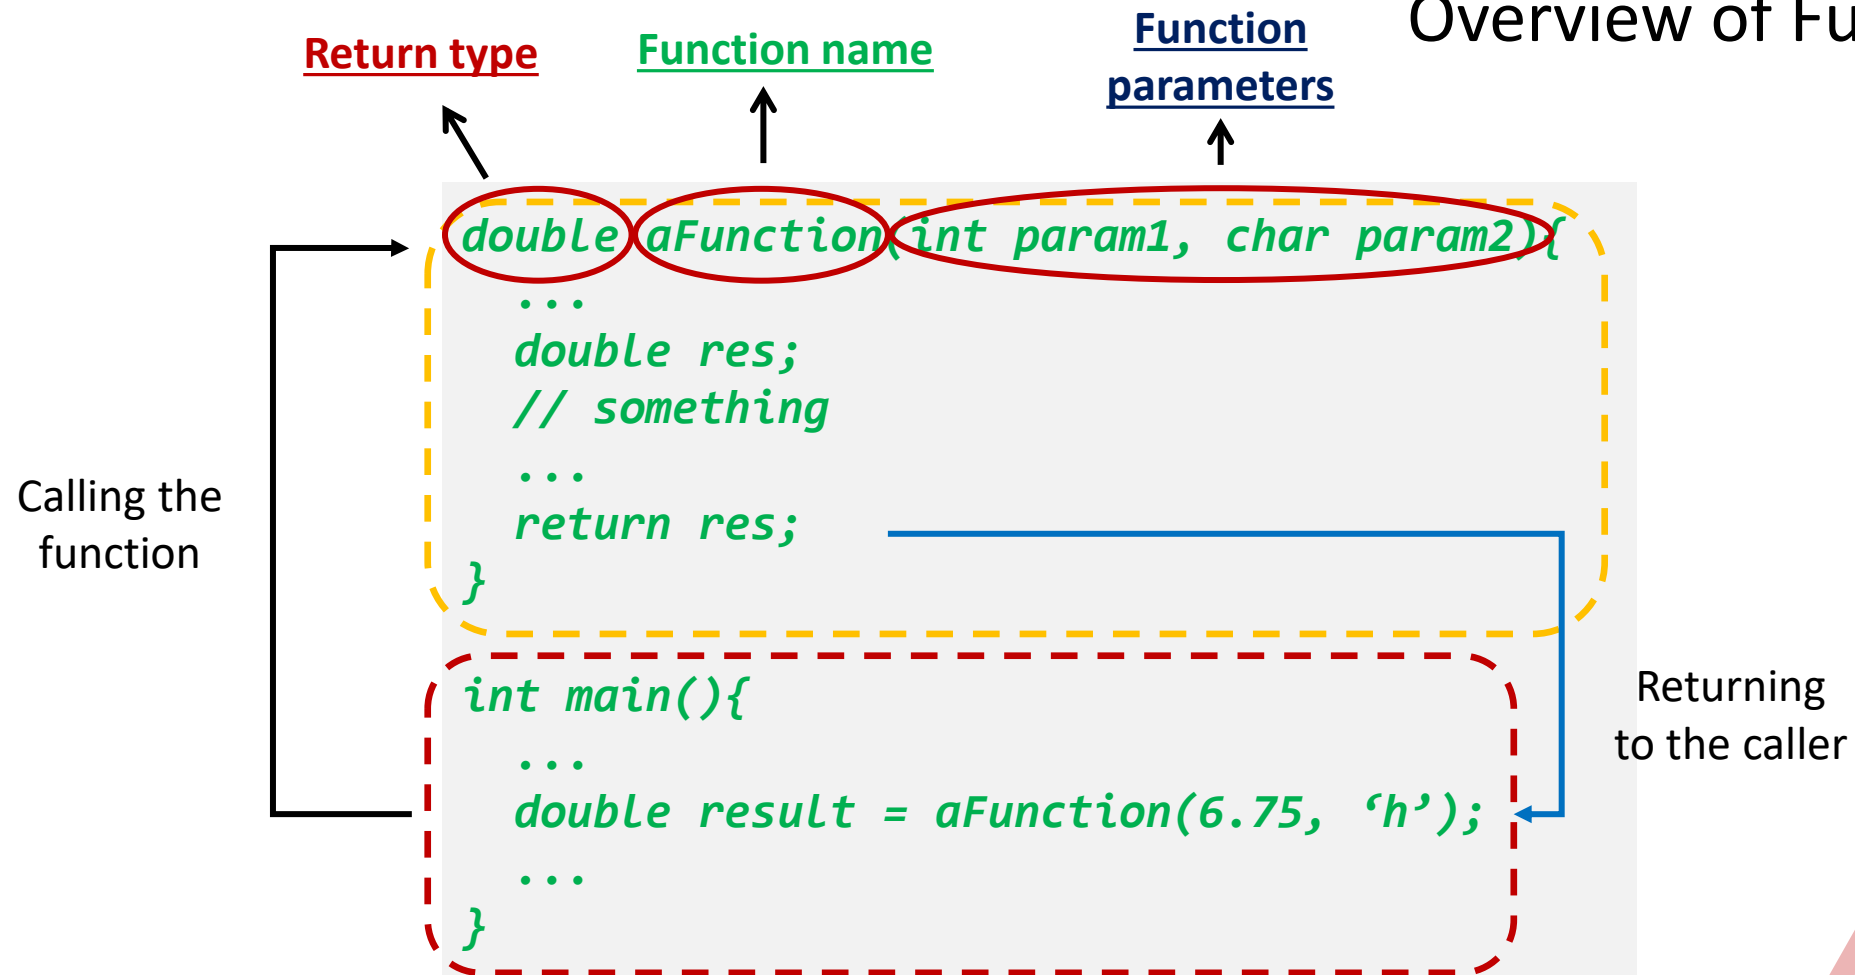 Overview of Fu
Return type
Function name
Function
parameters
double aFunction(int param1, char param2){
...
double res;
// something
...
return res;
}
Calling the
function
int main(){
...
double result = aFunction(6.75, ‘h’);
...
}
Returning
to the caller